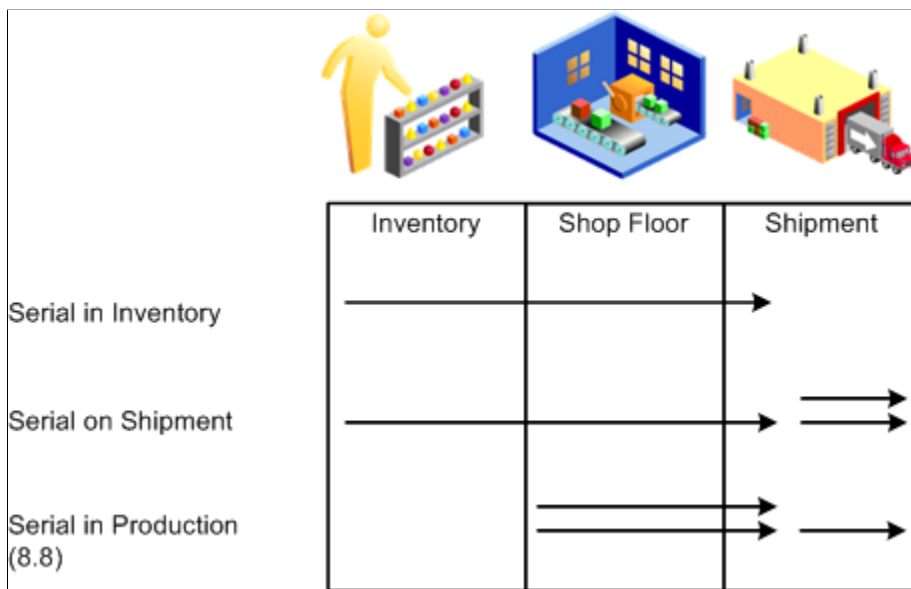 Inventory
Shop Floor
Shipment
Serial in Inventory
Serial on Shipment
Serial in Production
(8.8)